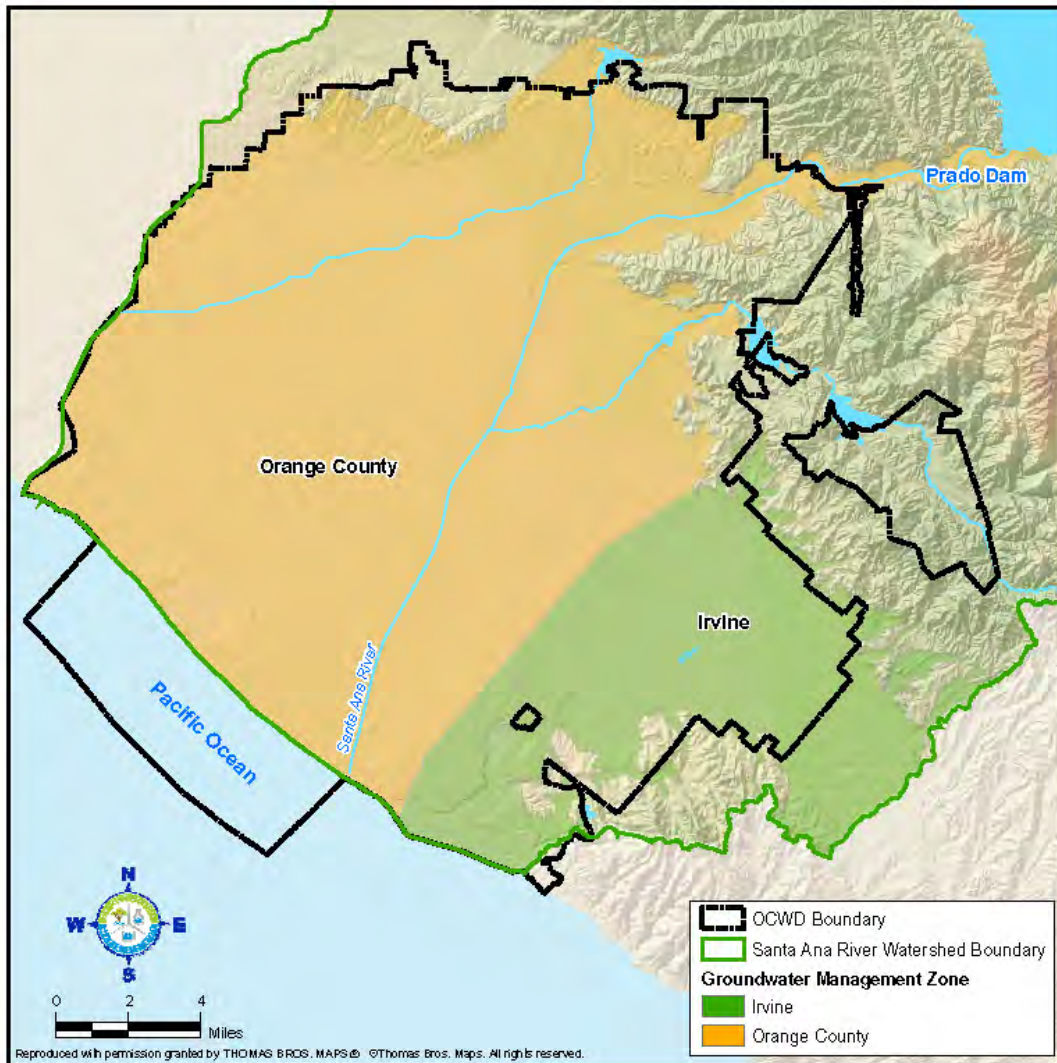 Prado Dam
Orange County
Irvine
Santa Ana River
Pacific Ocean
N
W E
S
0 2 4
Miles
OCWD Boundary
Santa Ana River Watershed Boundary
Groundwater Management Zone
Irvine
Orange County
Reproduced with permission granted by THOMAS BROS. MAPS® ©Thomas Bros. Maps. All rights reserved.